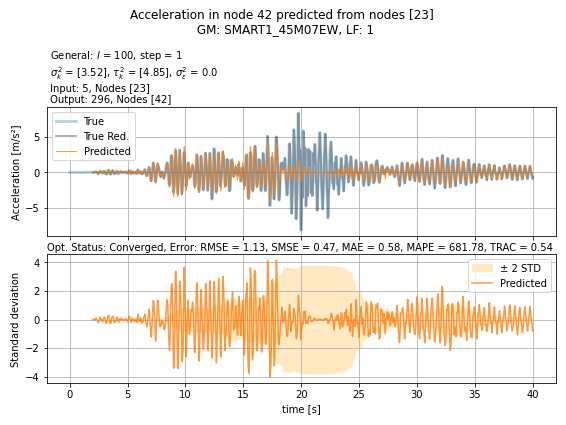 Acceleration in node 42 predicted from nodes [23]
GM: SMART1_45M07EW, LF: 1
General: l = 100, step = 1
σ²ₖ = [3.52], τ²ₖ = [4.85], σ²ε = 0.0
Input: 5, Nodes [23]
Output: 296, Nodes [42]
True
True Red.
Predicted
Acceleration [m/s²]
5
0
−5
Opt. Status: Converged, Error: RMSE = 1.13, SMSE = 0.47, MAE = 0.58, MAPE = 681.78, TRAC = 0.54
± 2 STD
Predicted
Standard deviation
4
2
0
−2
−4
0 5 10 15 20 25 30 35 40
time [s]